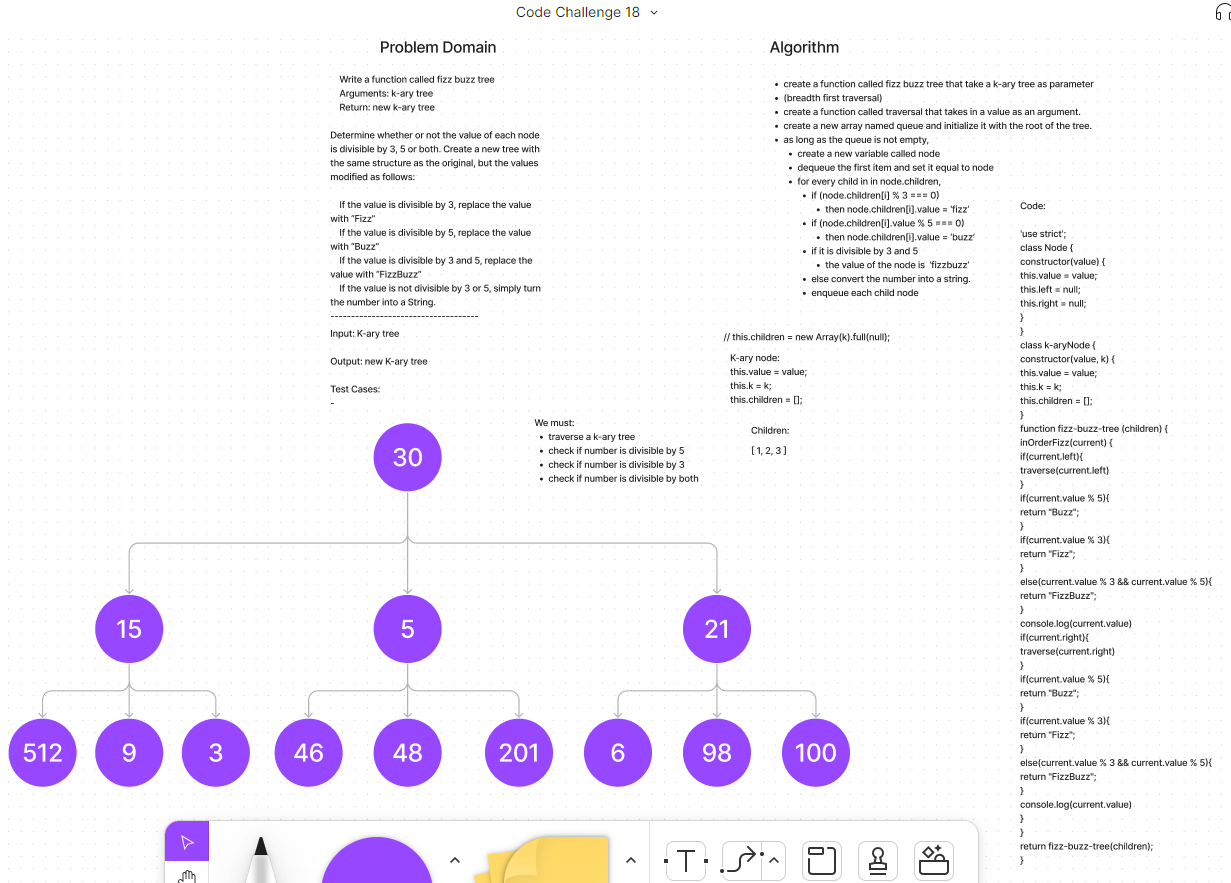 Code Challenge 18
Problem Domain
Write a function called fizz buzz tree
Arguments: k-ary tree
Return: new k-ary tree
Determine whether or not the value of each node
is divisible by 3, 5 or both. Create a new tree with
the same structure as the original, but the values
modified as follows:
If the value is divisible by 3, replace the value
with “Fizz”
If the value is divisible by 5, replace the value
with “Buzz”
If the value is divisible by 3 and 5, replace the
value with “FizzBuzz”
If the value is not divisible by 3 or 5, simply turn
the number into a String.
------------------------------------
Input: K-ary tree
Output: new K-ary tree
Test Cases:
-
Algorithm
• create a function called fizz buzz tree that take a k-ary tree as parameter
• (breadth first traversal)
• create a function called traversal that takes in a value as an argument.
• create a new array named queue and initialize it with the root of the tree.
• as long as the queue is not empty,
• create a new variable called node
• dequeue the first item and set it equal to node
• for every child in in node.children,
• if (node.children[i] % 3 === 0)
• then node.children[i].value = 'fizz'
• if (node.children[i].value % 5 === 0)
• then node.children[i].value = 'buzz'
• if it is divisible by 3 and 5
• the value of the node is 'fizzbuzz'
• else convert the number into a string.
• enqueue each child node
// this.children = new Array(k).full(null);
K-ary node:
this.value = value;
this.k = k;
this.children = [];
Children:
[ 1, 2, 3 ]
We must:
• traverse a k-ary tree
• check if number is divisible by 5
• check if number is divisible by 3
• check if number is divisible by both
30
15 5 21
512 9 3 46 48 201 6 98 100
Code:
'use strict';
class Node {
constructor(value) {
this.value = value;
this.left = null;
this.right = null;
}
}
class k-aryNode {
constructor(value, k) {
this.value = value;
this.k = k;
this.children = [];
}
function fizz-buzz-tree (children) {
inOrderFizz(current) {
if(current.left){
traverse(current.left)
}
if(current.value % 5){
return "Buzz";
}
if(current.value % 3){
return "Fizz";
}
else(current.value % 3 && current.value % 5){
return "FizzBuzz";
}
console.log(current.value)
if(current.right){
traverse(current.right)
}
if(current.value % 5){
return "Buzz";
}
if(current.value % 3){
return "Fizz";
}
else(current.value % 3 && current.value % 5){
return "FizzBuzz";
}
console.log(current.value)
}
}
return fizz-buzz-tree(children);
}
T